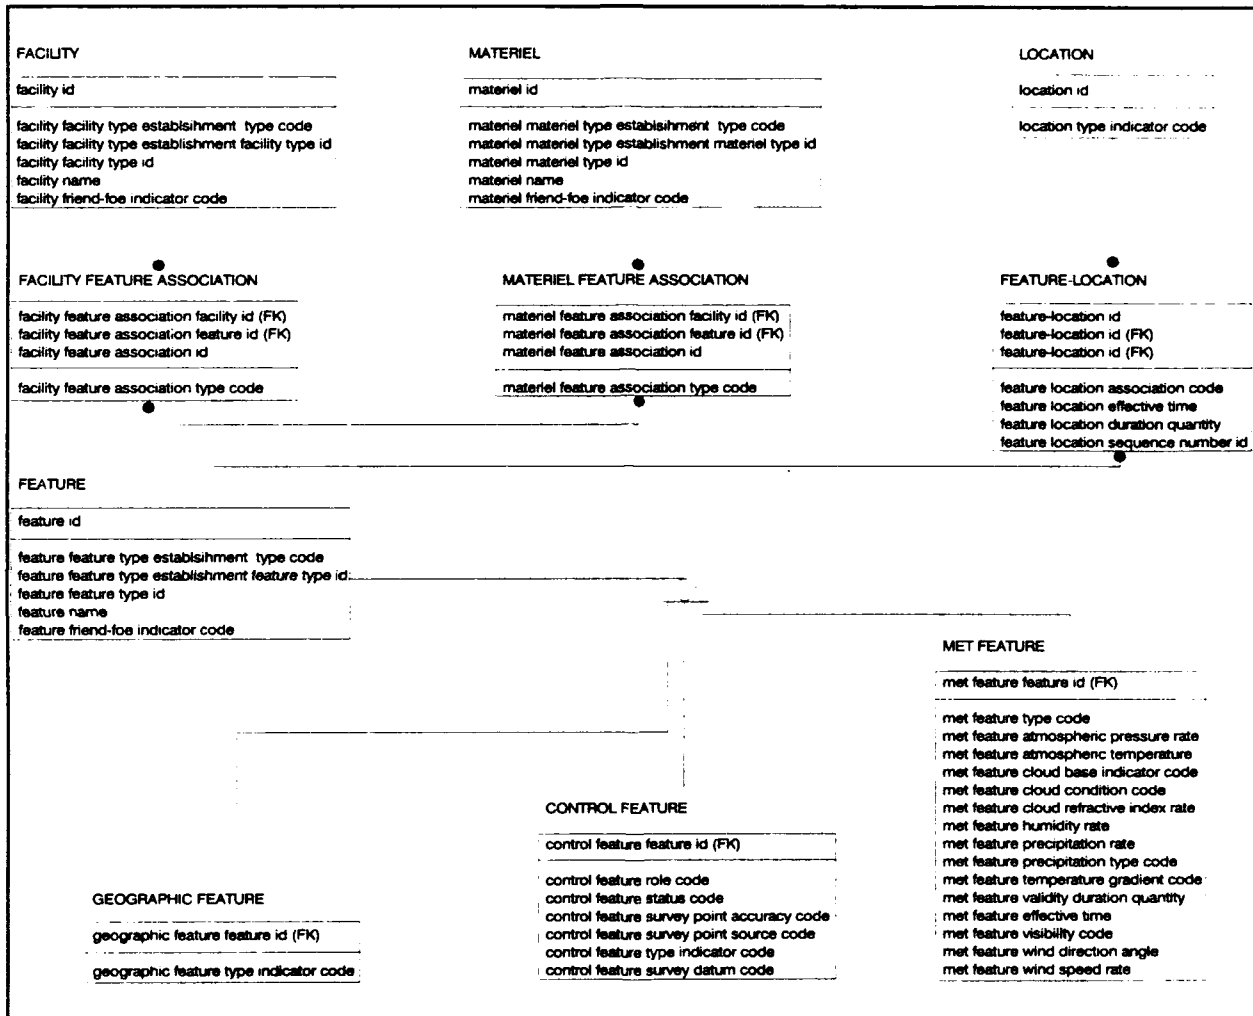 FACILITY
facility id
facility facility type establsihment type code
facility facility type establishment facility type id
facility facility type id
facility name
facility friend-foe indicator code
MATERIEL
materiel id
materiel materiel type establsihment type code
materiel materiel type establishment materiel type id
materiel materiel type id
materiel name
materiel friend-foe indicator code
LOCATION
location id
location type indicator code
FACILITY FEATURE ASSOCIATION
facility feature association facility id (FK)
facility feature association feature id (FK)
facility feature association id
facility feature association type code
MATERIEL FEATURE ASSOCIATION
materiel feature association facility id (FK)
materiel feature association feature id (FK)
materiel feature association id
materiel feature association type code
FEATURE-LOCATION
feature-location id
feature-location id (FK)
feature-location id (FK)
feature location association code
feature location effective time
feature location duration quantity
feature location sequence number id
FEATURE
feature id
feature feature type establsihment type code
feature feature type establishment feature type id
feature feature type id
feature name
feature friend-foe indicator code
MET FEATURE
met feature feature id (FK)
met feature type code
met feature atmospheric pressure rate
met feature atmospheric temperature
met feature cloud base indicator code
met feature cloud condition code
met feature cloud refractive index rate
met feature humidity rate
met feature precipitation rate
met feature precipitation type code
met feature temperature gradient code
met feature validity duration quantity
met feature effective time
met feature visibility code
met feature wind direction angle
met feature wind speed rate
CONTROL FEATURE
control feature feature id (FK)
control feature role code
control feature status code
control feature survey point accuracy code
control feature survey point source code
control feature type indicator code
control feature survey datum code
GEOGRAPHIC FEATURE
geographic feature feature id (FK)
geographic feature type indicator code